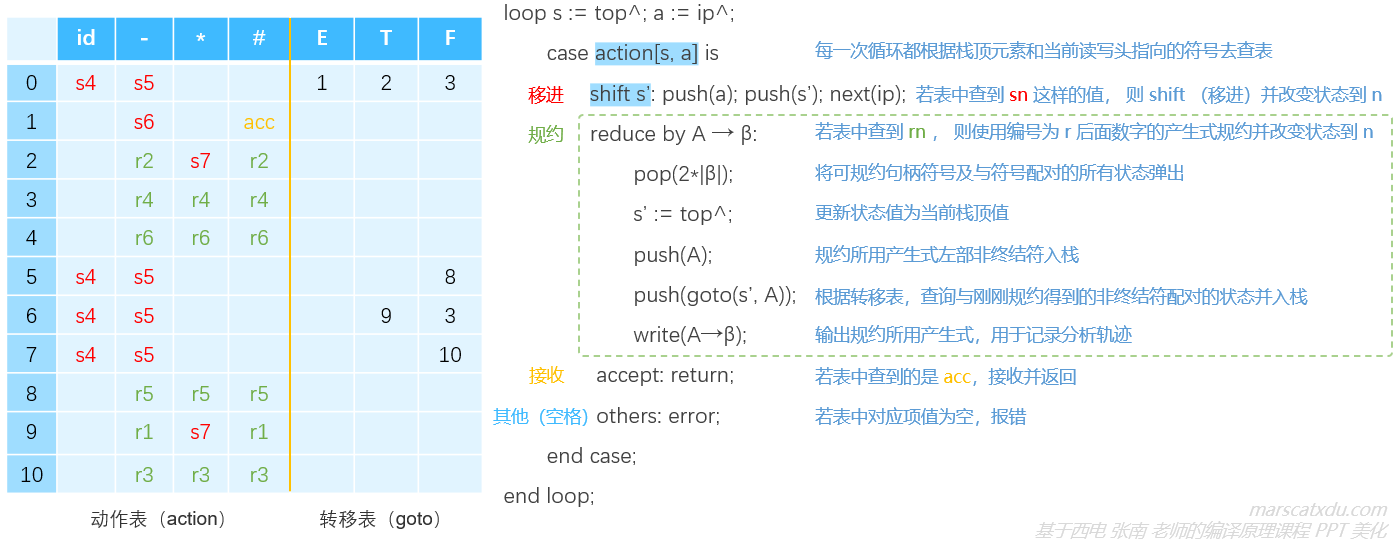 id - * # E T F
0 s4 s5 1 2 3
1 s6 acc
2 r2 s7 r2
3 r4 r4 r4
4 r6 r6 r6
5 s4 s5 8
6 s4 s5 9 3
7 s4 s5 10
8 r5 r5 r5
9 r1 s7 r1
10 r3 r3 r3
动作表（action） 转移表（goto）
loop s := top^; a := ip^;
case action[s, a] is 每一次循环都根据栈顶元素和当前读写头指向的符号去查表
移进 shift s’: push(a); push(s’); next(ip); 若表中查到 sn 这样的值， 则 shift （移进）并改变状态到 n
规约 reduce by A → β: 若表中查到 rn ， 则使用编号为 r 后面数字的产生式规约并改变状态到 n
pop(2*|β|); 将可规约句柄符号及与符号配对的所有状态弹出
s’ := top^; 更新状态值为当前栈顶值
push(A); 规约所用产生式左部非终结符入栈
push(goto(s’, A)); 根据转移表，查询与刚刚规约得到的非终结符配对的状态并入栈
write(A→β); 输出规约所用产生式，用于记录分析轨迹
接收 accept: return; 若表中查到的是 acc，接收并返回
其他（空格） others: error; 若表中对应项值为空，报错
end case;
end loop;
marscatxdu.com
基于西电 张南 老师的编译原理课程 PPT 美化